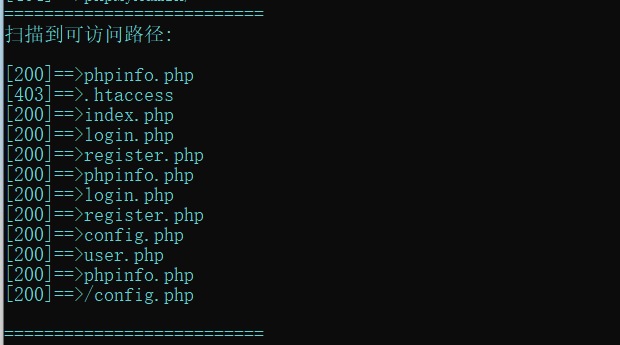 ==========================
扫描到可访问路径:
[200]==>phpinfo.php
[403]==>.htaccess
[200]==>index.php
[200]==>login.php
[200]==>register.php
[200]==>phpinfo.php
[200]==>login.php
[200]==>register.php
[200]==>config.php
[200]==>user.php
[200]==>phpinfo.php
[200]==>/config.php
==========================